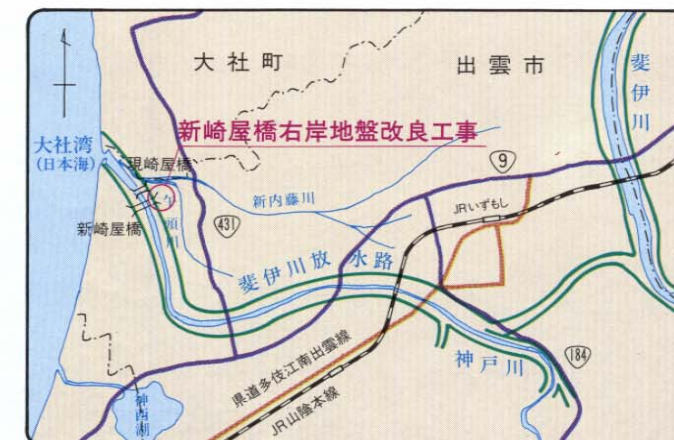 大社町
出雲市
斐伊川
新崎屋橋右岸地盤改良工事
大社湾
(日本海)
現崎屋橋
9
新内藤川
JRいずもし
新崎屋橋
午頭川
431
斐伊川放水路
県道多伎江南出雲線
神戸川
184
JR山陰本線
神西湖